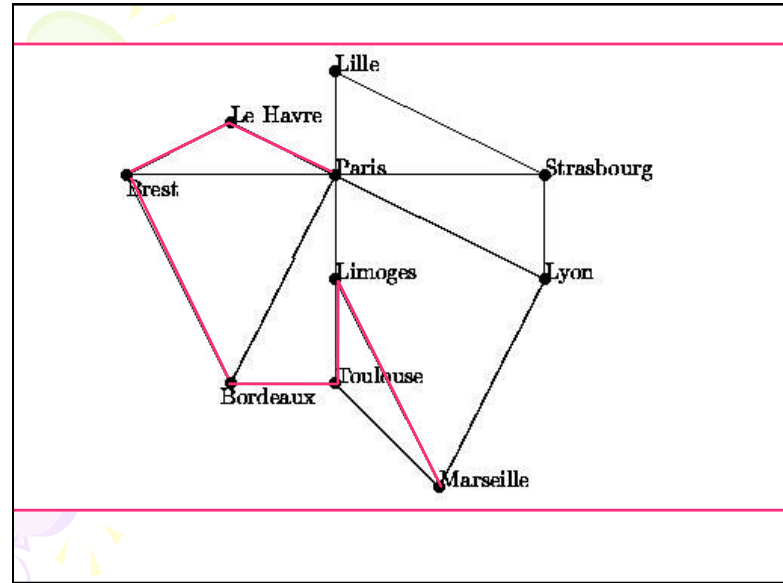 Lille
Le Havre
Paris
Strasbourg
Brest
Limoges
Lyon
Toulouse
Bordeaux
Marseille